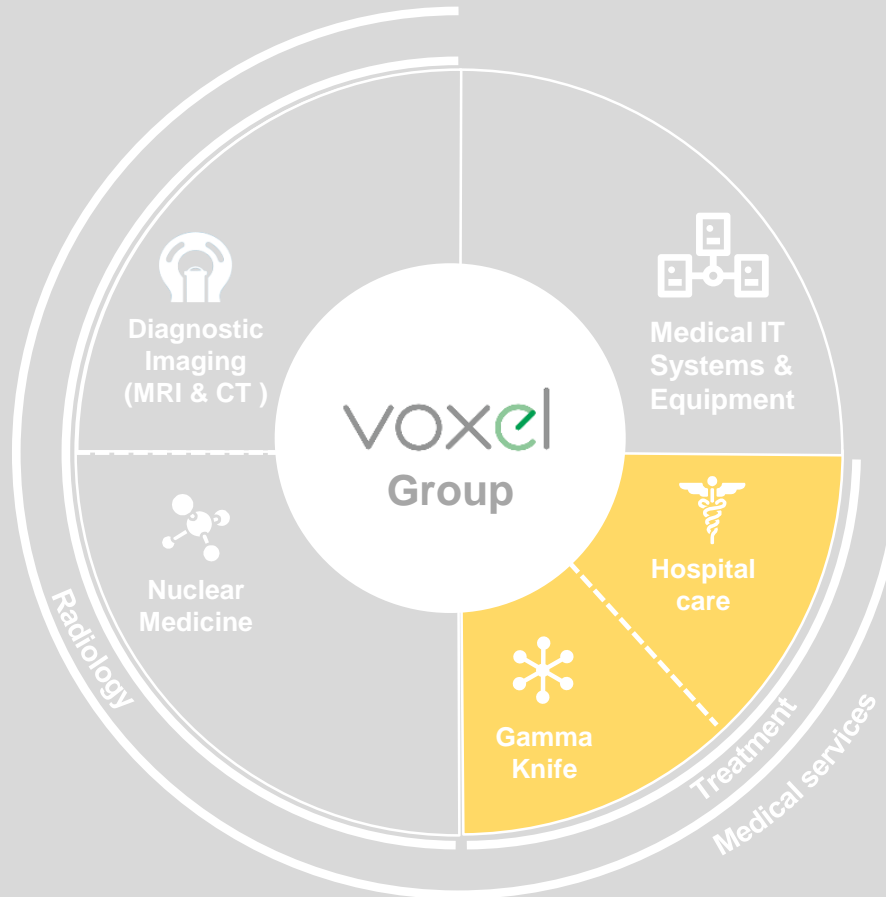 Diagnostic
Imaging
(MRI & CT )
Medical IT
Systems &
Equipment
voxel
Group
Nuclear
Medicine
Hospital
care
Gamma
Knife
Radiology
Treatment
Medical services